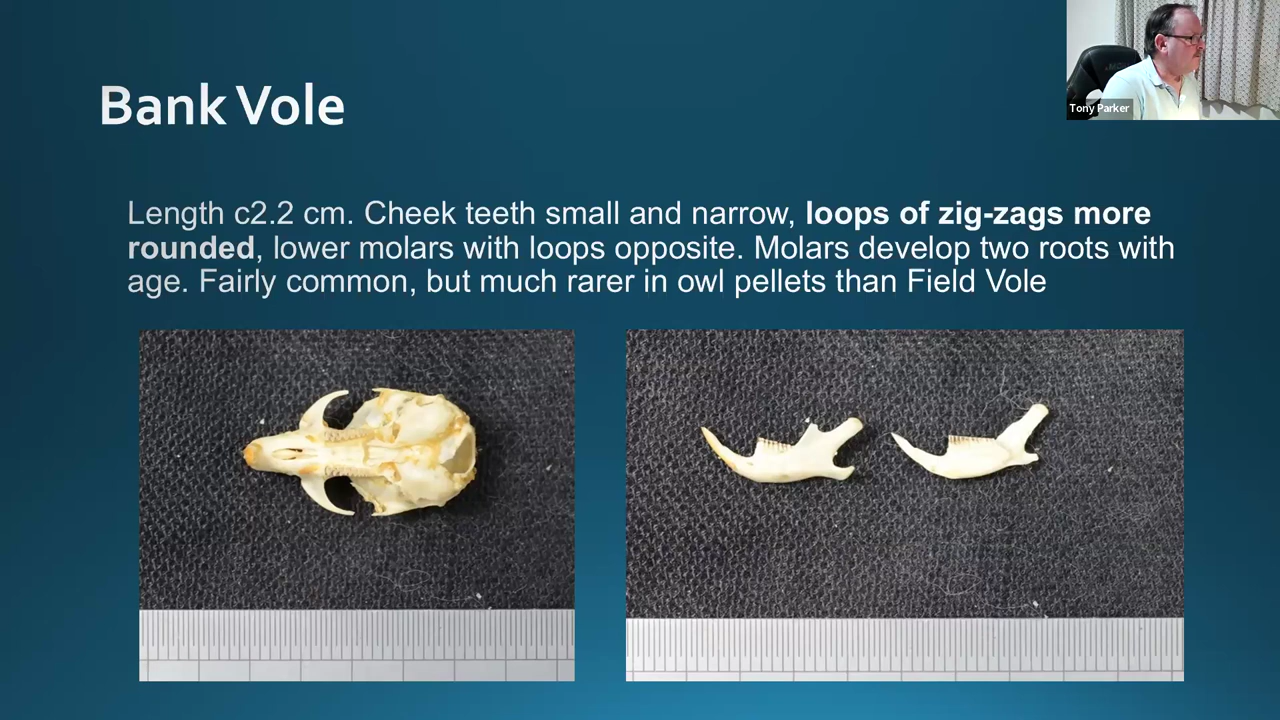 Bank Vole
Tony Parker
Length c2.2 cm. Cheek teeth small and narrow, loops of zig-zags more
rounded, lower molars with loops opposite. Molars develop two roots with
age. Fairly common, but much rarer in owl pellets than Field Vole